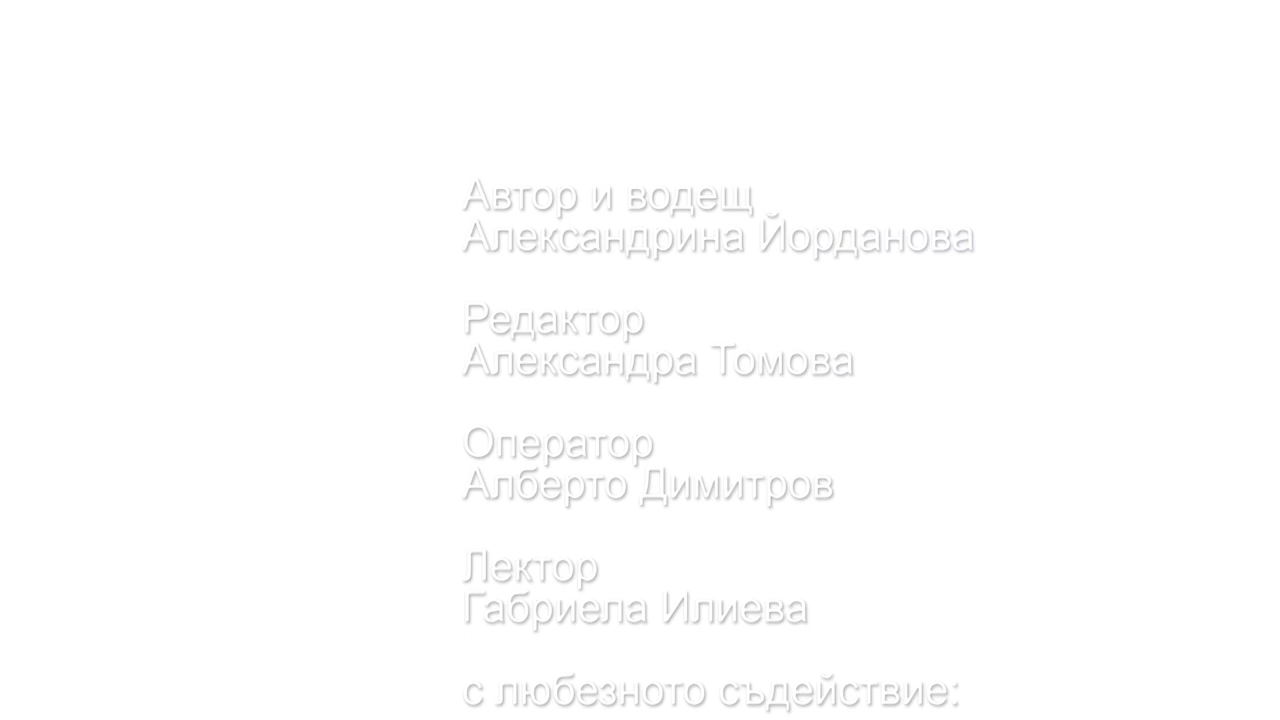 Автор и водещ
Александрина Йорданова
Редактор
Александра Томова
Оператор
Алберто Димитров
Лектор
Габриела Илиева
с любезното съдействие: